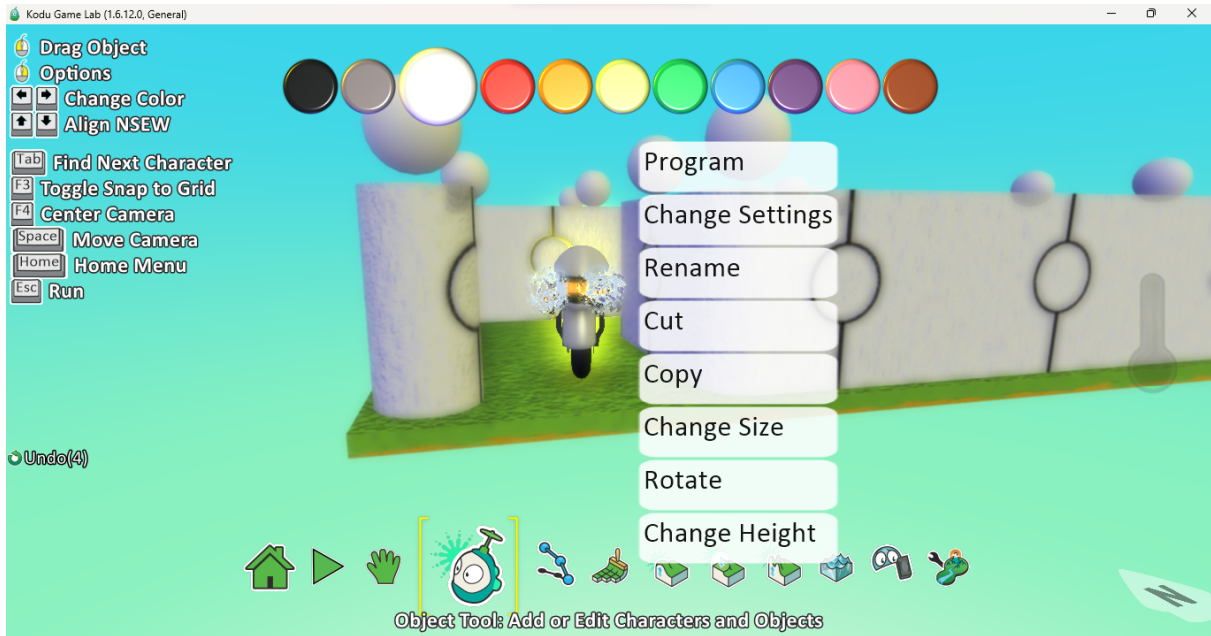 Kodu Game Lab (1.6.12.0, General)
Drag Object
Options
Change Color
Align NSEW
Tab Find Next Character
F3 Toggle Snap to Grid
F4 Center Camera
Space Move Camera
Home Home Menu
Esc Run
Undo(4)
Program
Change Settings
Rename
Cut
Copy
Change Size
Rotate
Change Height
Object Tool: Add or Edit Characters and Objects
N